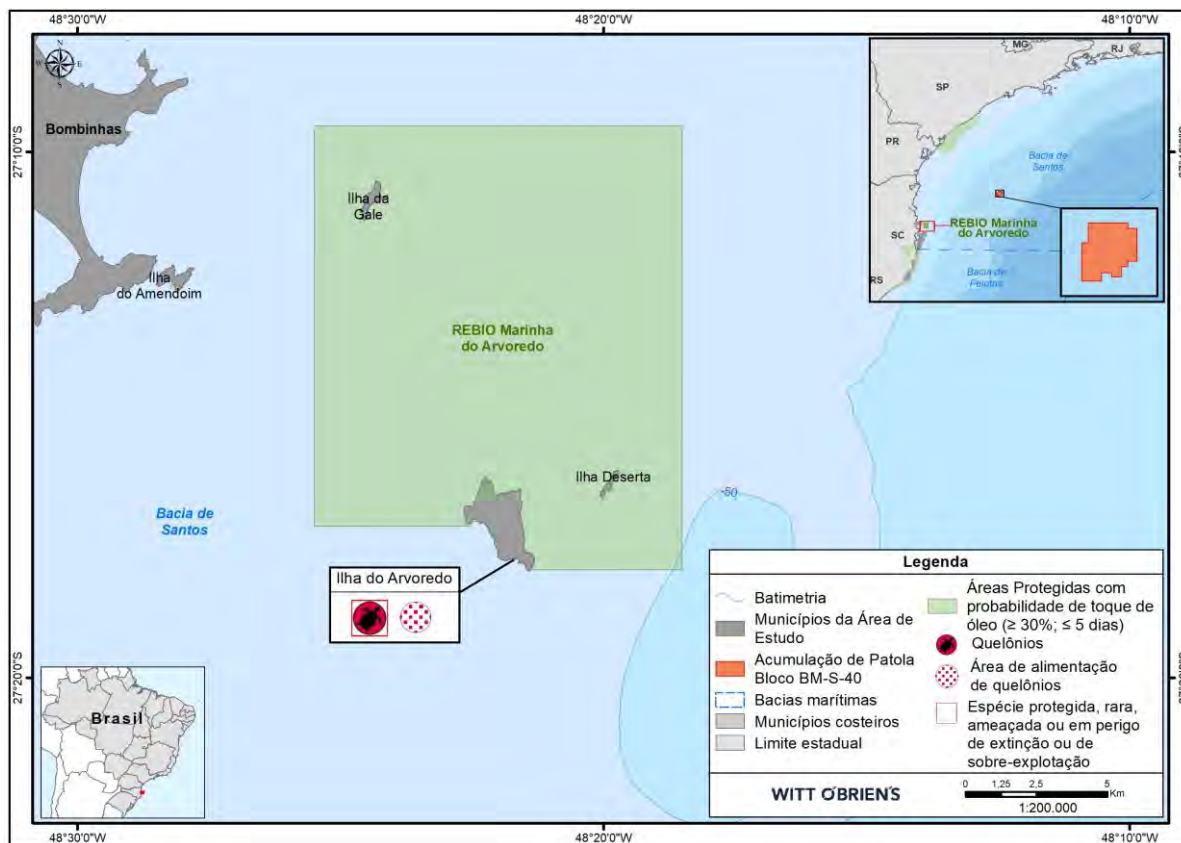 48°30'0"W
48°20'0"W
48°10'0"W
N
W
E
S
Bombinhas
27°10'0"S
Ilha da
Gale
Ilha
do Amendoim
REBIO Marinha
do Arvoredo
Ilha Deserta
-50
Bacia de
Santos
Ilha do Arvoredo
27°20'0"S
MG
RJ
SP
PR
Bacia de
Santos
SC
REBIO Marinha
do Arvoredo
Bacia de
Pelotas
RS
Brasil
Legenda
Batimetria
Municípios da Área de
Estudo
Acumulação de Patola
Bloco BM-S-40
Bacias marítimas
Municípios costeiros
Limite estadual
Áreas Protegidas com
probabilidade de toque de
óleo (≥ 30%; ≤ 5 dias)
Quelônios
Área de alimentação
de quelônios
Espécie protegida, rara,
ameaçada ou em perigo
de extinção ou de
sobre-explotação
WITT O'BRIEN'S
0 1,25 2,5 5
Km
1:200.000
48°30'0"W
48°20'0"W
48°10'0"W